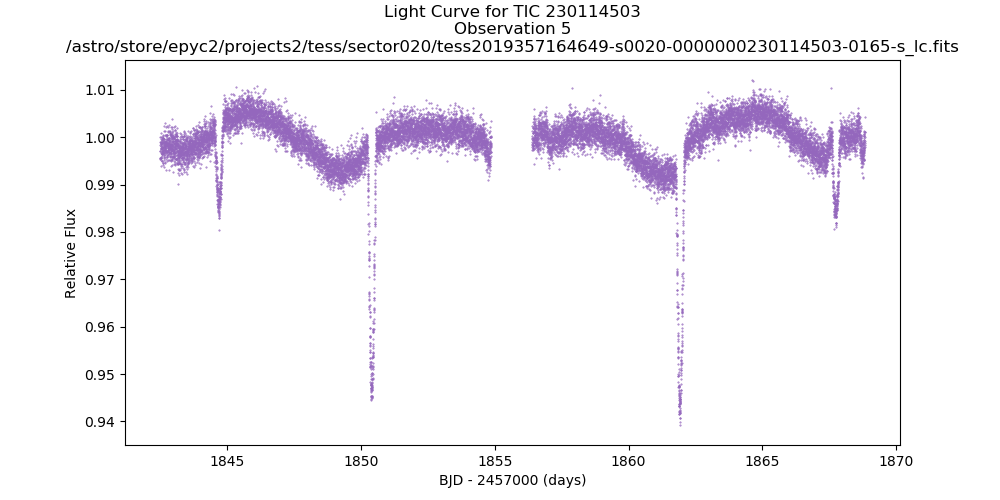 Light Curve for TIC 230114503
Observation 5
/astro/store/epyc2/projects2/tess/sector020/tess2019357164649-s0020-0000000230114503-0165-s_lc.fits
1.01
1.00
0.99
0.98
0.97
0.96
0.95
0.94
Relative Flux
1845
1850
1855
1860
1865
1870
BJD - 2457000 (days)